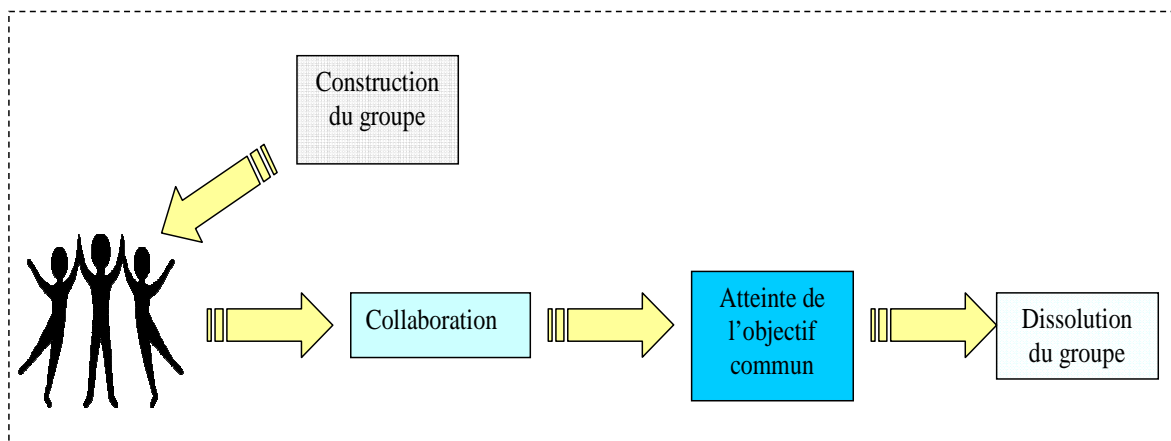 Construction
du groupe
Collaboration
Atteinte de
l’objectif
commun
Dissolution
du groupe